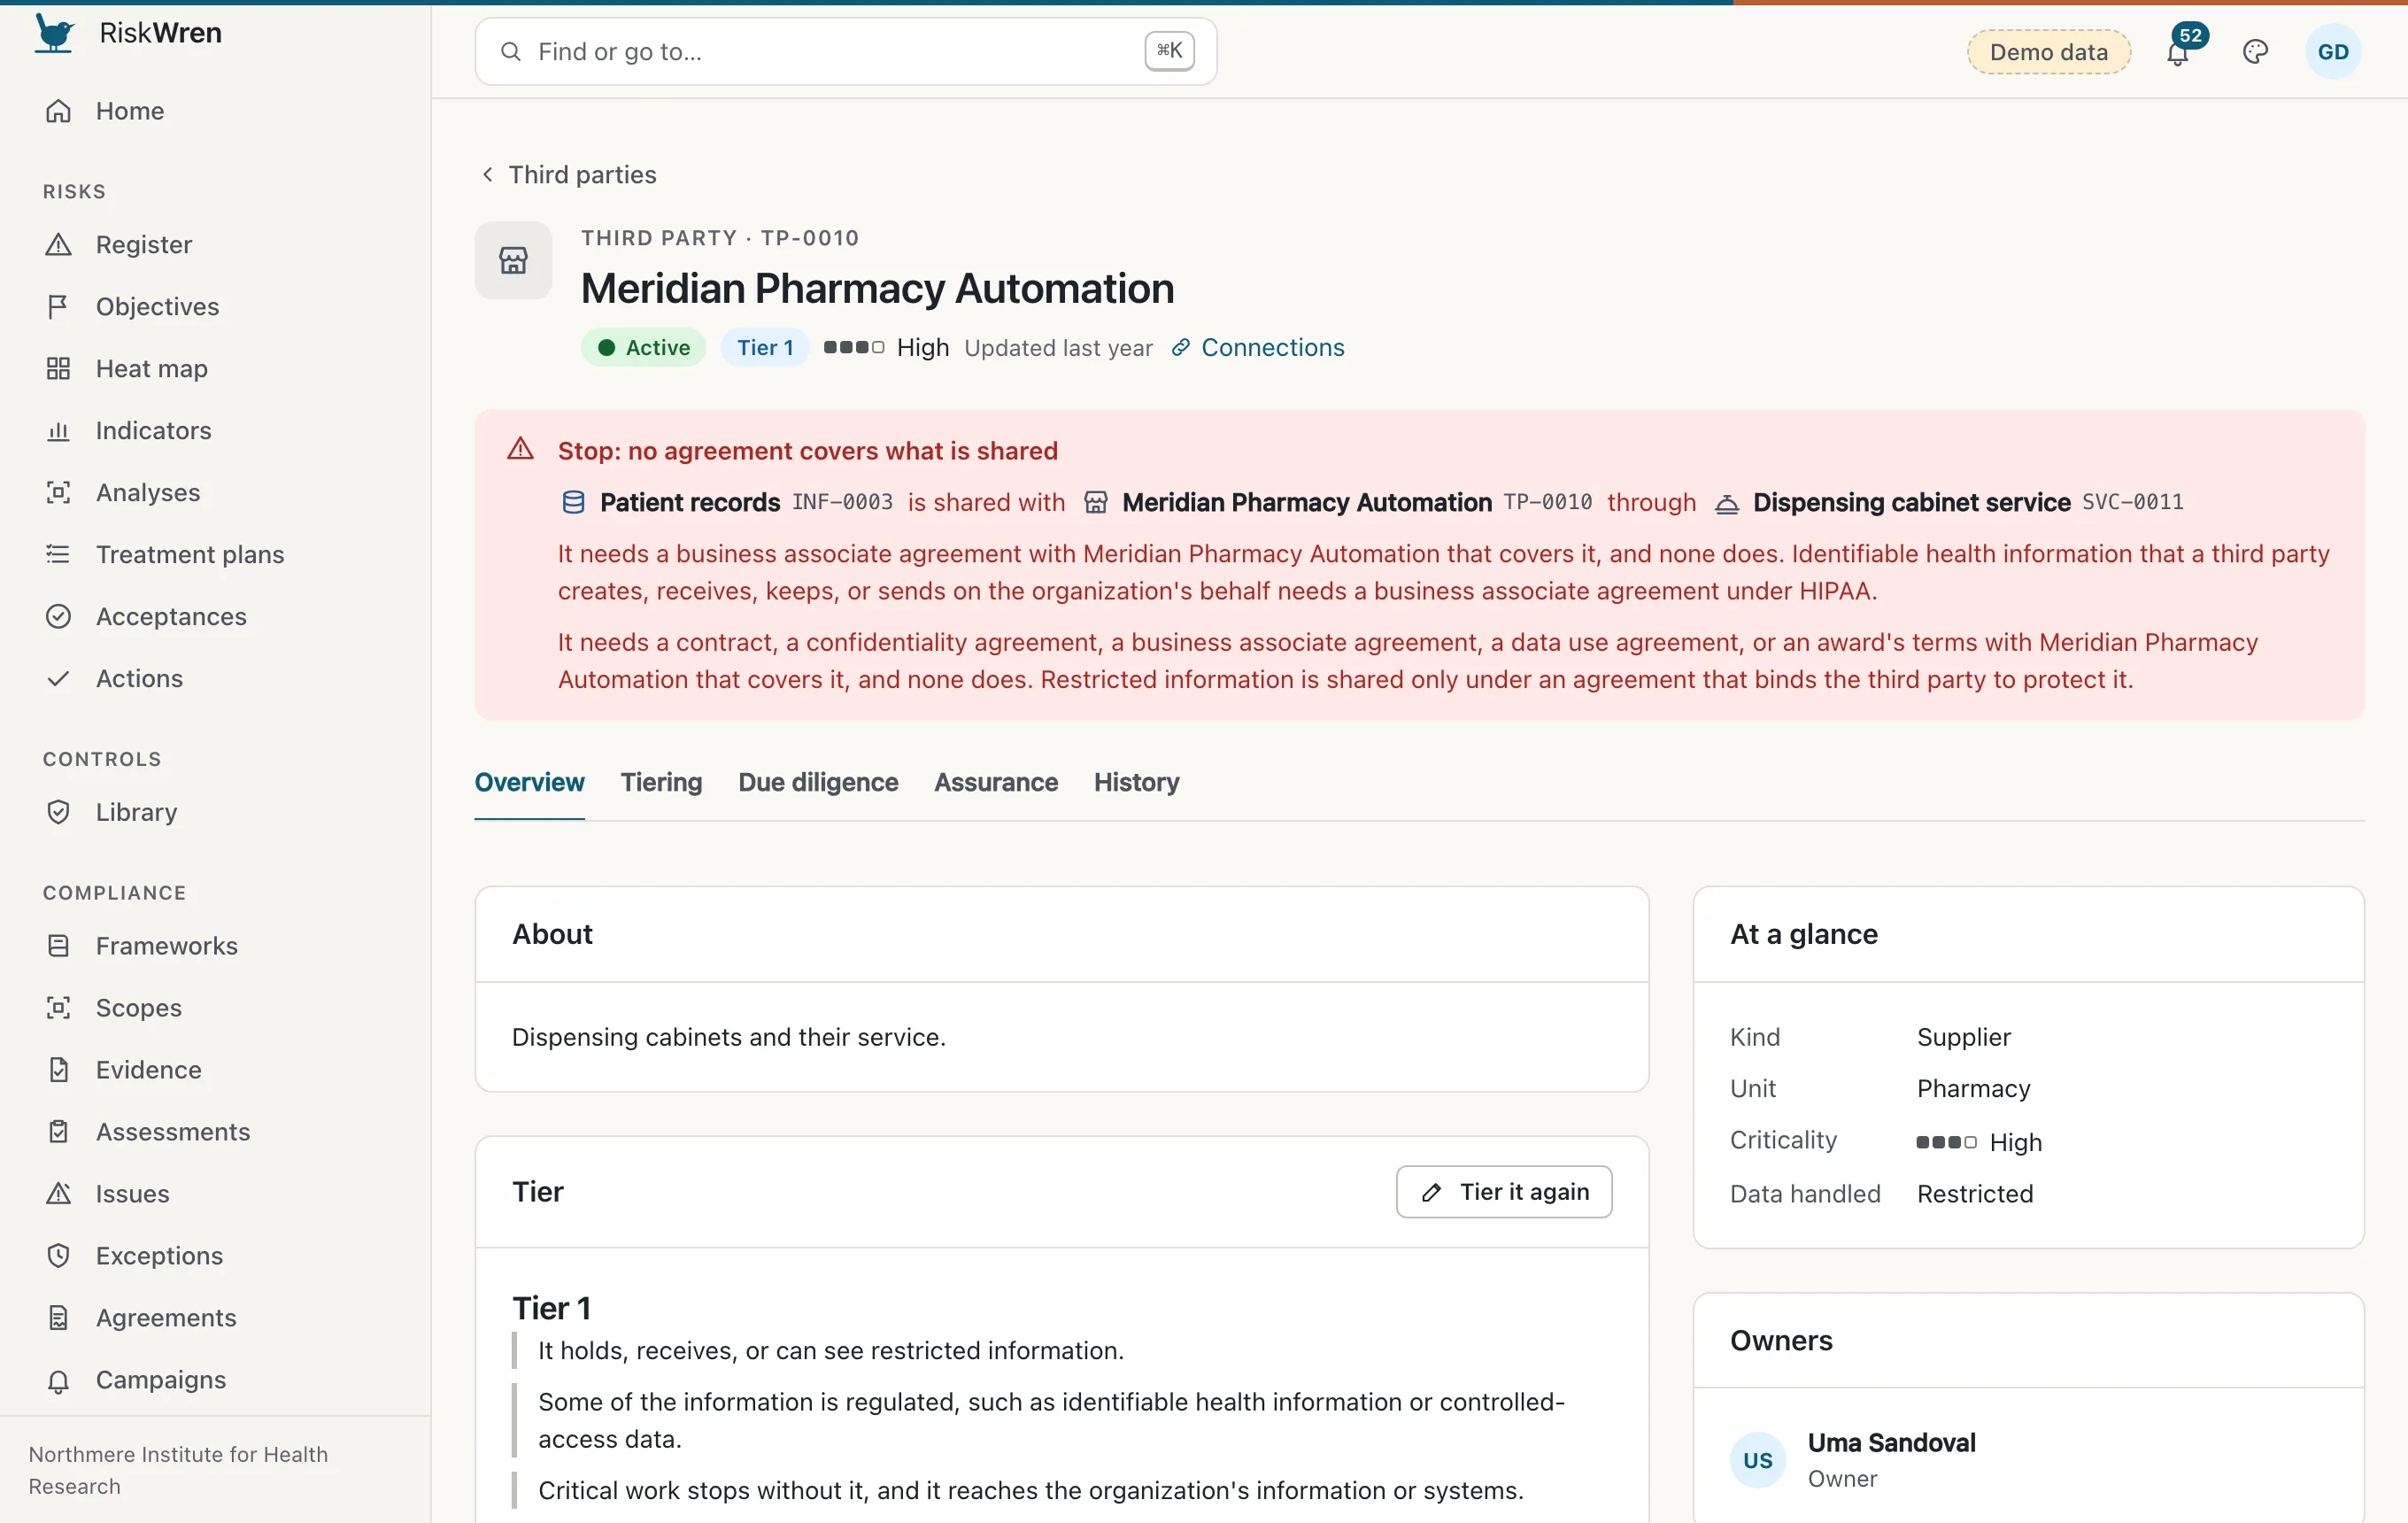 RiskWren
Find or go to...
⌘K
Demo data
52
GD
Home
RISKS
Register
Objectives
Heat map
Indicators
Analyses
Treatment plans
Acceptances
Actions
CONTROLS
Library
COMPLIANCE
Frameworks
Scopes
Evidence
Assessments
Issues
Exceptions
Agreements
Campaigns
Northmere Institute for Health
Research
Third parties
THIRD PARTY · TP-0010
Meridian Pharmacy Automation
Active
Tier 1
High
Updated last year
Connections
Stop: no agreement covers what is shared
Patient records INF-0003 is shared with Meridian Pharmacy Automation TP-0010 through Dispensing cabinet service SVC-0011
It needs a business associate agreement with Meridian Pharmacy Automation that covers it, and none does. Identifiable health information that a third party
creates, receives, keeps, or sends on the organization's behalf needs a business associate agreement under HIPAA.
It needs a contract, a confidentiality agreement, a business associate agreement, a data use agreement, or an award's terms with Meridian Pharmacy
Automation that covers it, and none does. Restricted information is shared only under an agreement that binds the third party to protect it.
Overview
Tiering
Due diligence
Assurance
History
About
Dispensing cabinets and their service.
Tier
Tier it again
Tier 1
It holds, receives, or can see restricted information.
Some of the information is regulated, such as identifiable health information or controlled-
access data.
Critical work stops without it, and it reaches the organization's information or systems.
At a glance
Kind Supplier
Unit Pharmacy
Criticality High
Data handled Restricted
Owners
US
Uma Sandoval
Owner